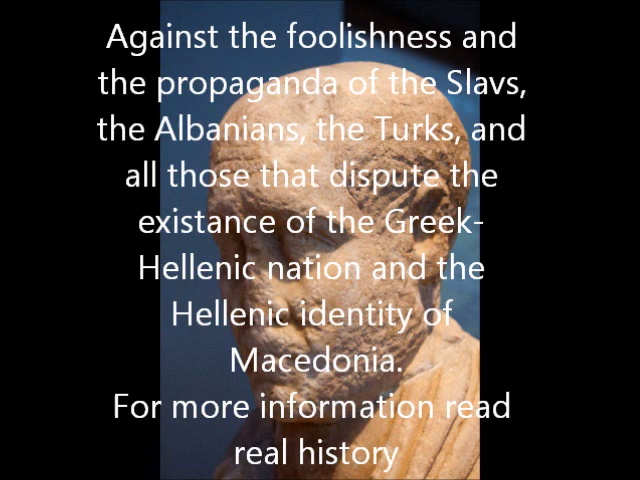 Against the foolishness and
the propaganda of the Slavs,
the Albanians, the Turks, and
all those that dispute the
existance of the Greek-
Hellenic nation and the
Hellenic identity of
Macedonia.
For more information read
real history